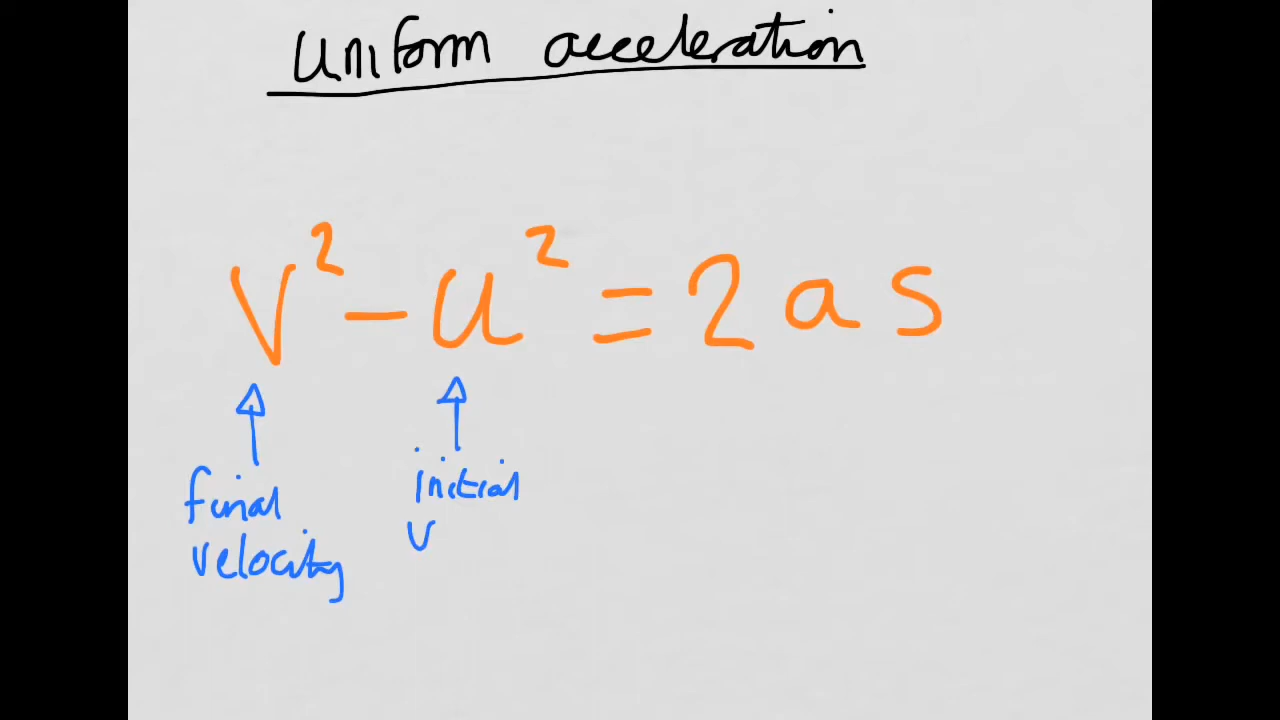 uniform acceleration
v² - u² = 2as
final initial
velocity v